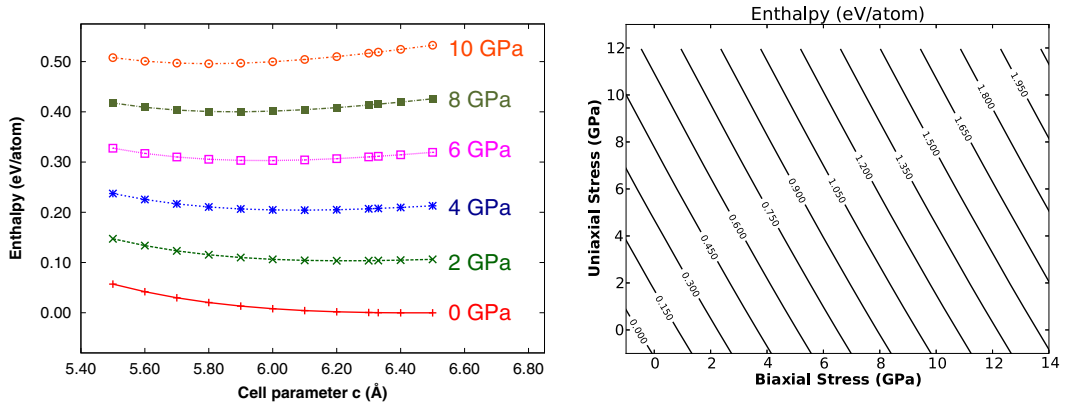 Enthalpy (eV/atom)
0.50
0.40
0.30
0.20
0.10
0.00
10 GPa
8 GPa
6 GPa
4 GPa
2 GPa
0 GPa
5.40 5.60 5.80 6.00 6.20 6.40 6.60 6.80
Cell parameter c (Å)
Enthalpy (eV/atom)
Uniaxial Stress (GPa)
12
10
8
6
4
2
0
0.000
0.150
0.300
0.450
0.600
0.750
0.900
1.050
1.200
1.350
1.500
1.650
1.800
1.950
0 2 4 6 8 10 12 14
Biaxial Stress (GPa)